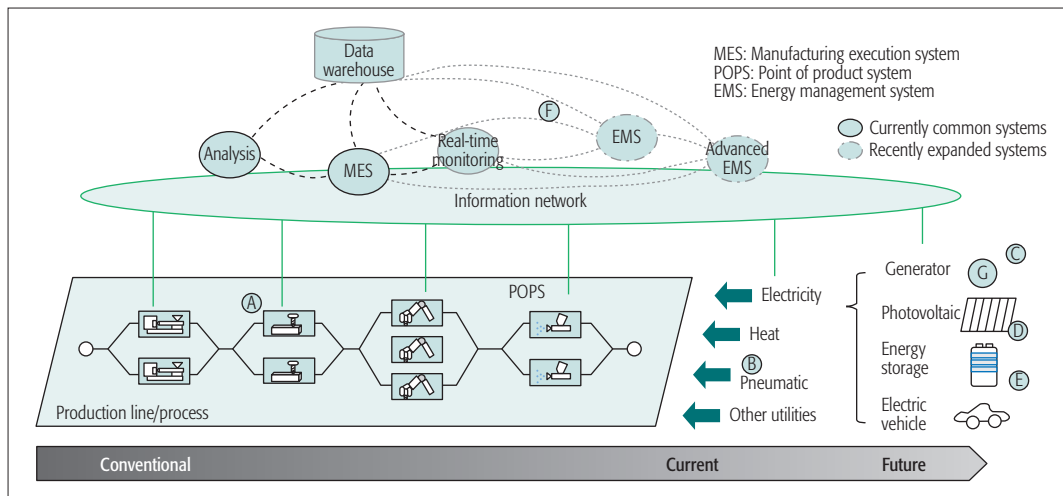 Data
warehouse
MES: Manufacturing execution system
POPS: Point of product system
EMS: Energy management system
F
Currently common systems
Recently expanded systems
Analysis
MES
Real-time
monitoring
EMS
Advanced
EMS
Information network
A
POPS
Production line/process
Electricity
Heat
B
Pneumatic
Other utilities
Generator
G
C
Photovoltaic
D
Energy
storage
E
Electric
vehicle
Conventional
Current
Future